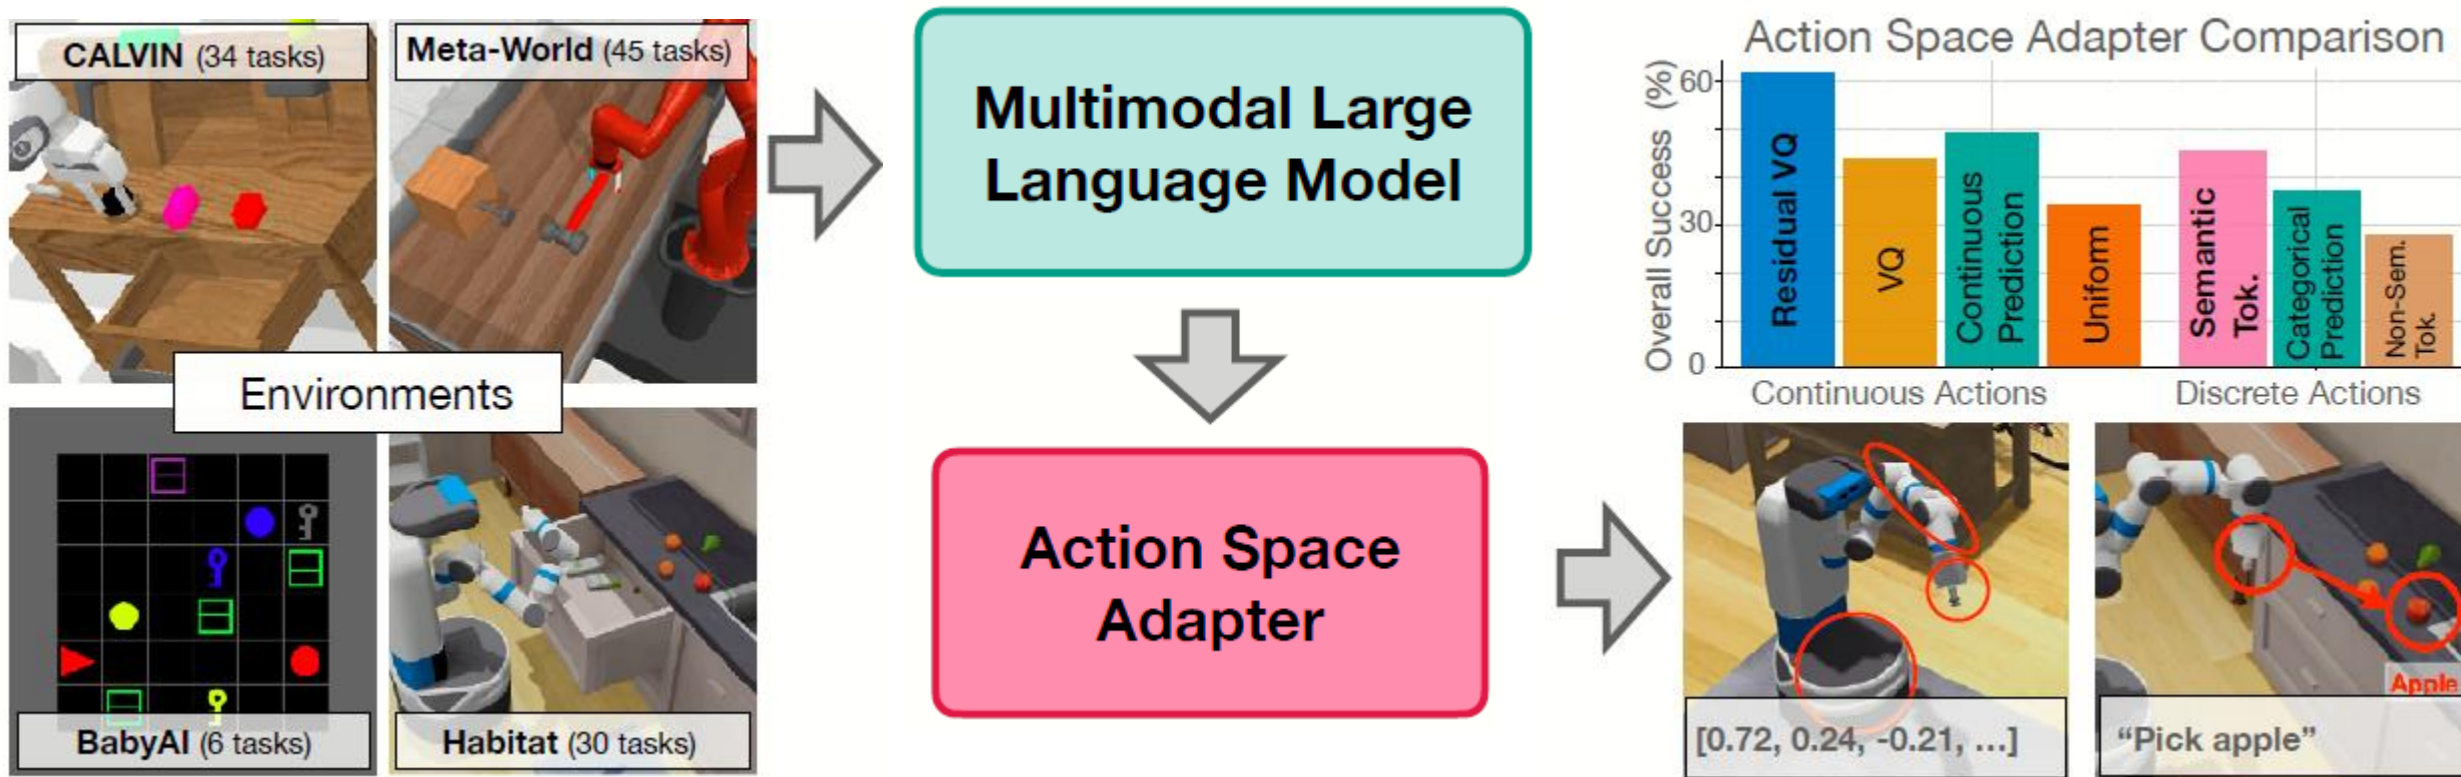 CALVIN (34 tasks)
Meta-World (45 tasks)
Environments
BabyAI (6 tasks)
Habitat (30 tasks)
Multimodal Large
Language Model
Action Space
Adapter
Action Space Adapter Comparison
Overall Success (%)
60
30
0
Residual VQ
VQ
Continuous
Prediction
Uniform
Semantic
Tok.
Categorical
Prediction
Non-Sem.
Tok.
Continuous Actions
Discrete Actions
[0.72, 0.24, -0.21, ...]
Apple
“Pick apple”